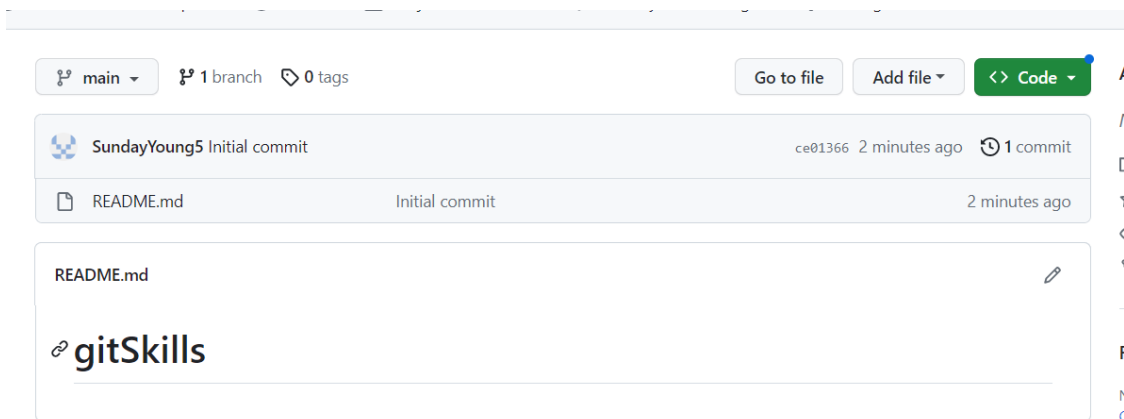 main 1 branch 0 tags Go to file Add file <> Code
SundayYoung5 Initial commit ce01366 2 minutes ago 1 commit
README.md Initial commit 2 minutes ago
README.md
gitSkills